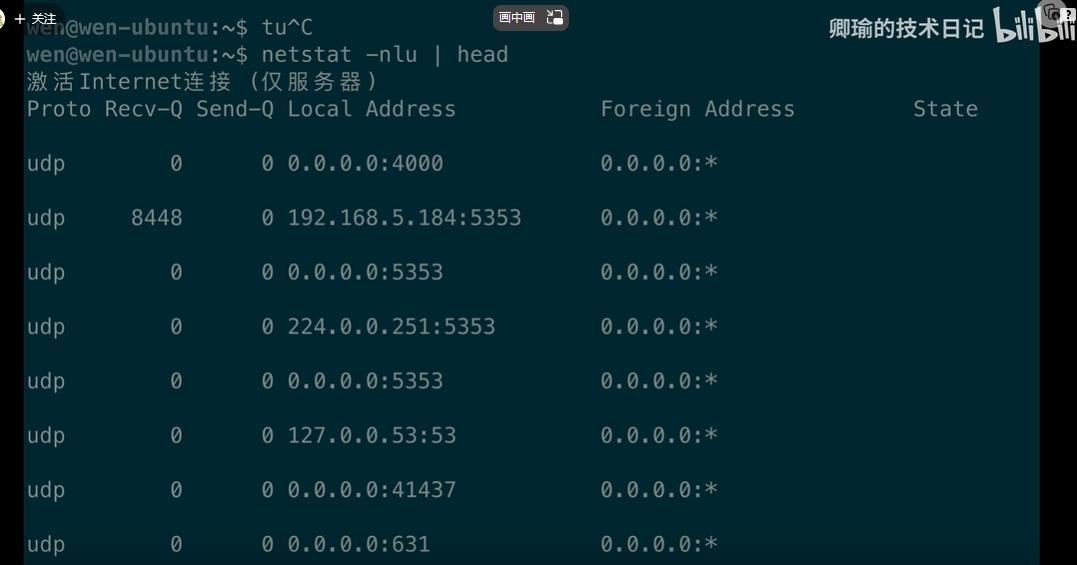 + 关注
画中画
卿瑜的技术日记 bilibili
wen@wen-ubuntu:~$ tu^C
wen@wen-ubuntu:~$ netstat -nlu | head
激活Internet连接 (仅服务器)
Proto Recv-Q Send-Q Local Address           Foreign Address         State
udp        0      0 0.0.0.0:4000            0.0.0.0:*
udp     8448      0 192.168.5.184:5353      0.0.0.0:*
udp        0      0 0.0.0.0:5353            0.0.0.0:*
udp        0      0 224.0.0.251:5353        0.0.0.0:*
udp        0      0 0.0.0.0:5353            0.0.0.0:*
udp        0      0 127.0.0.53:53           0.0.0.0:*
udp        0      0 0.0.0.0:41437           0.0.0.0:*
udp        0      0 0.0.0.0:631             0.0.0.0:*